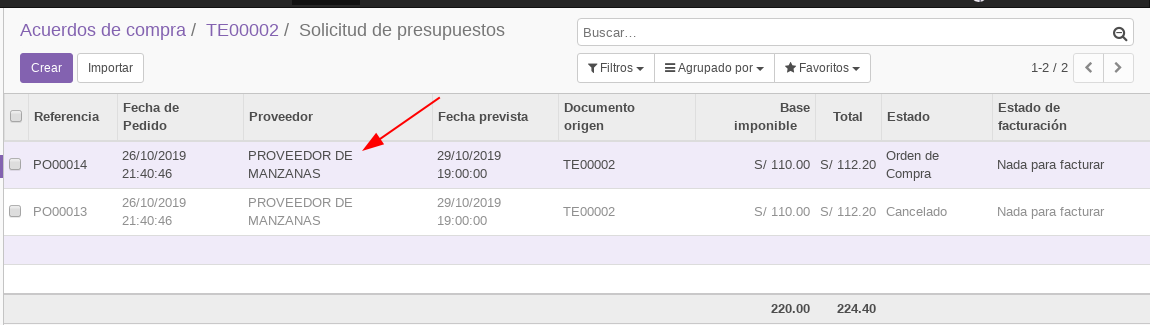 Acuerdos de compra / TE00002 / Solicitud de presupuestos
Buscar...
Crear Importar
Filtros Agrupado por Favoritos 1-2 / 2
Referencia Fecha de Pedido Proveedor Fecha prevista Documento origen Base imponible Total Estado Estado de facturación
PO00014 26/10/2019 21:40:46 PROVEEDOR DE MANZANAS 29/10/2019 19:00:00 TE00002 S/ 110.00 S/ 112.20 Orden de Compra Nada para facturar
PO00013 26/10/2019 21:40:46 PROVEEDOR DE MANZANAS 29/10/2019 19:00:00 TE00002 S/ 110.00 S/ 112.20 Cancelado Nada para facturar
220.00 224.40